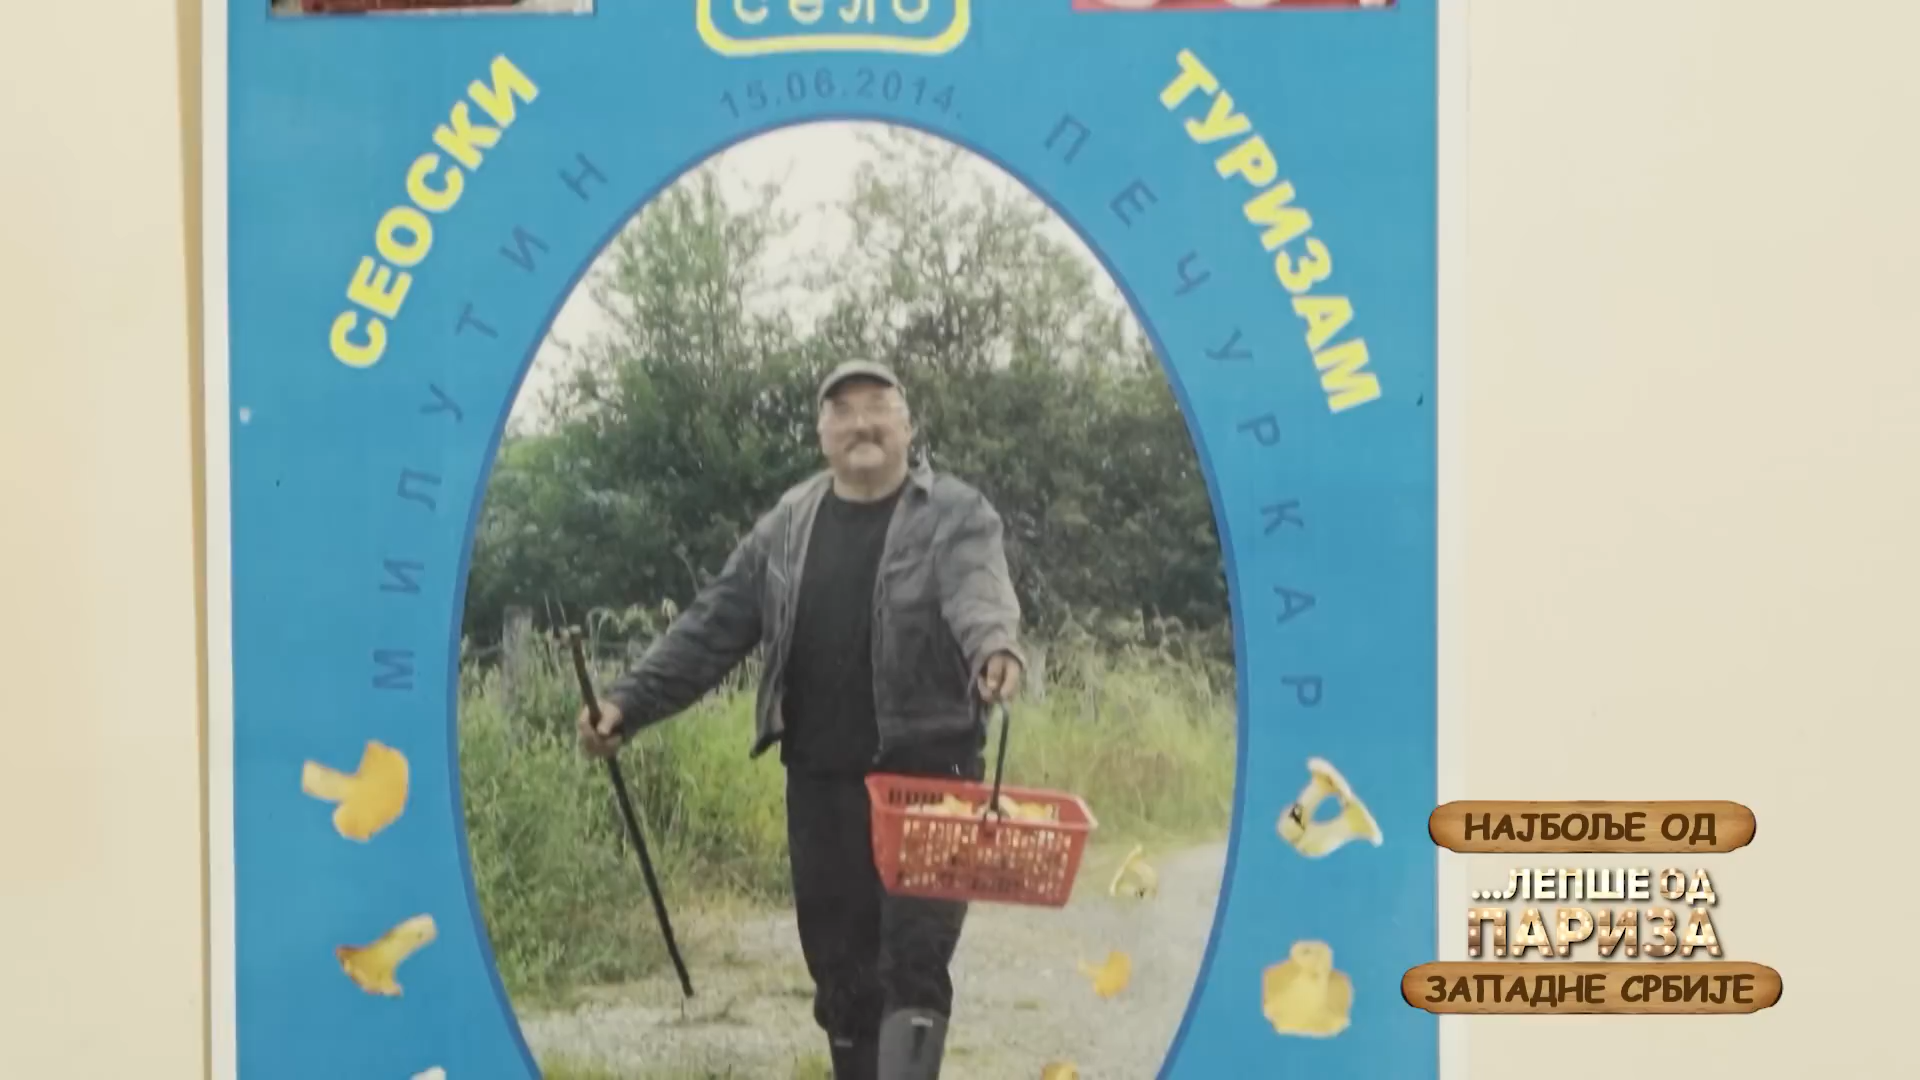 село
15.06.2014.
СЕОСКИ ТУРИЗАМ
МИЛУТИН ПЕЧУРКАР
НАЈБОЉЕ ОД
...ЛЕПШЕ ОД
ПАРИЗА
ЗАПАДНЕ СРБИЈЕ